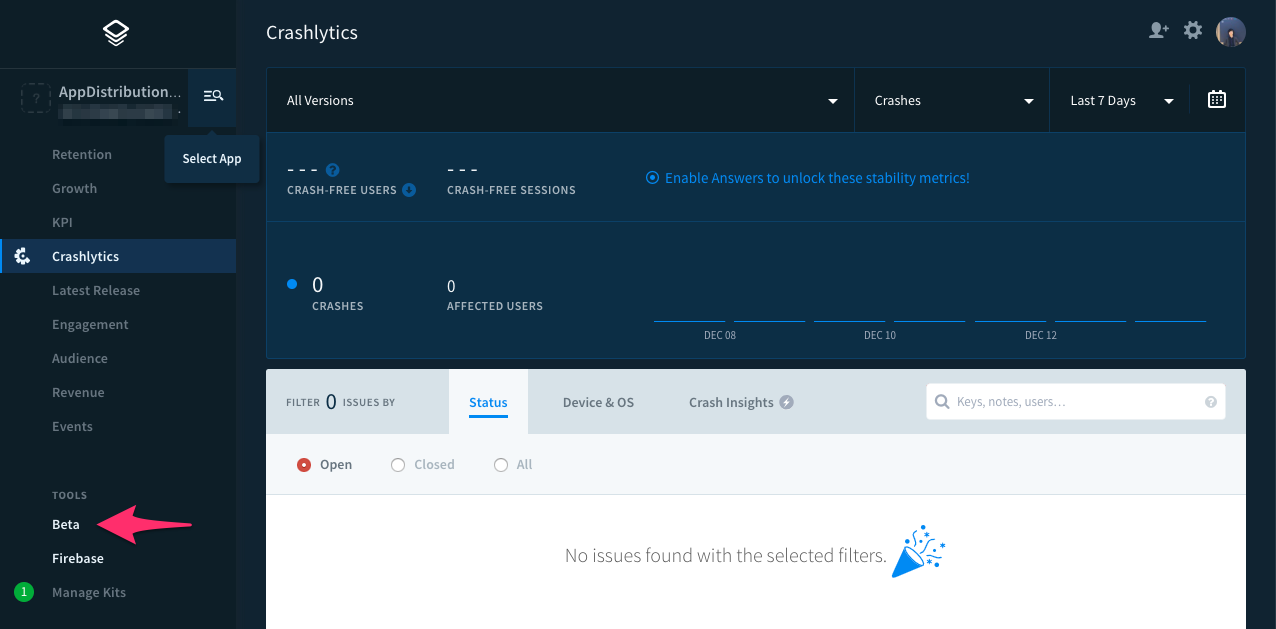 Crashlytics
?
AppDistribution...
Select App
Retention
Growth
KPI
Crashlytics
Latest Release
Engagement
Audience
Revenue
Events
TOOLS
Beta
Firebase
1 Manage Kits
All Versions
Crashes
Last 7 Days
--- ?
CRASH-FREE USERS
---
CRASH-FREE SESSIONS
Enable Answers to unlock these stability metrics!
0
CRASHES
0
AFFECTED USERS
DEC 08 DEC 10 DEC 12
FILTER 0 ISSUES BY
Status
Device & OS
Crash Insights
Keys, notes, users... ?
Open Closed All
No issues found with the selected filters.